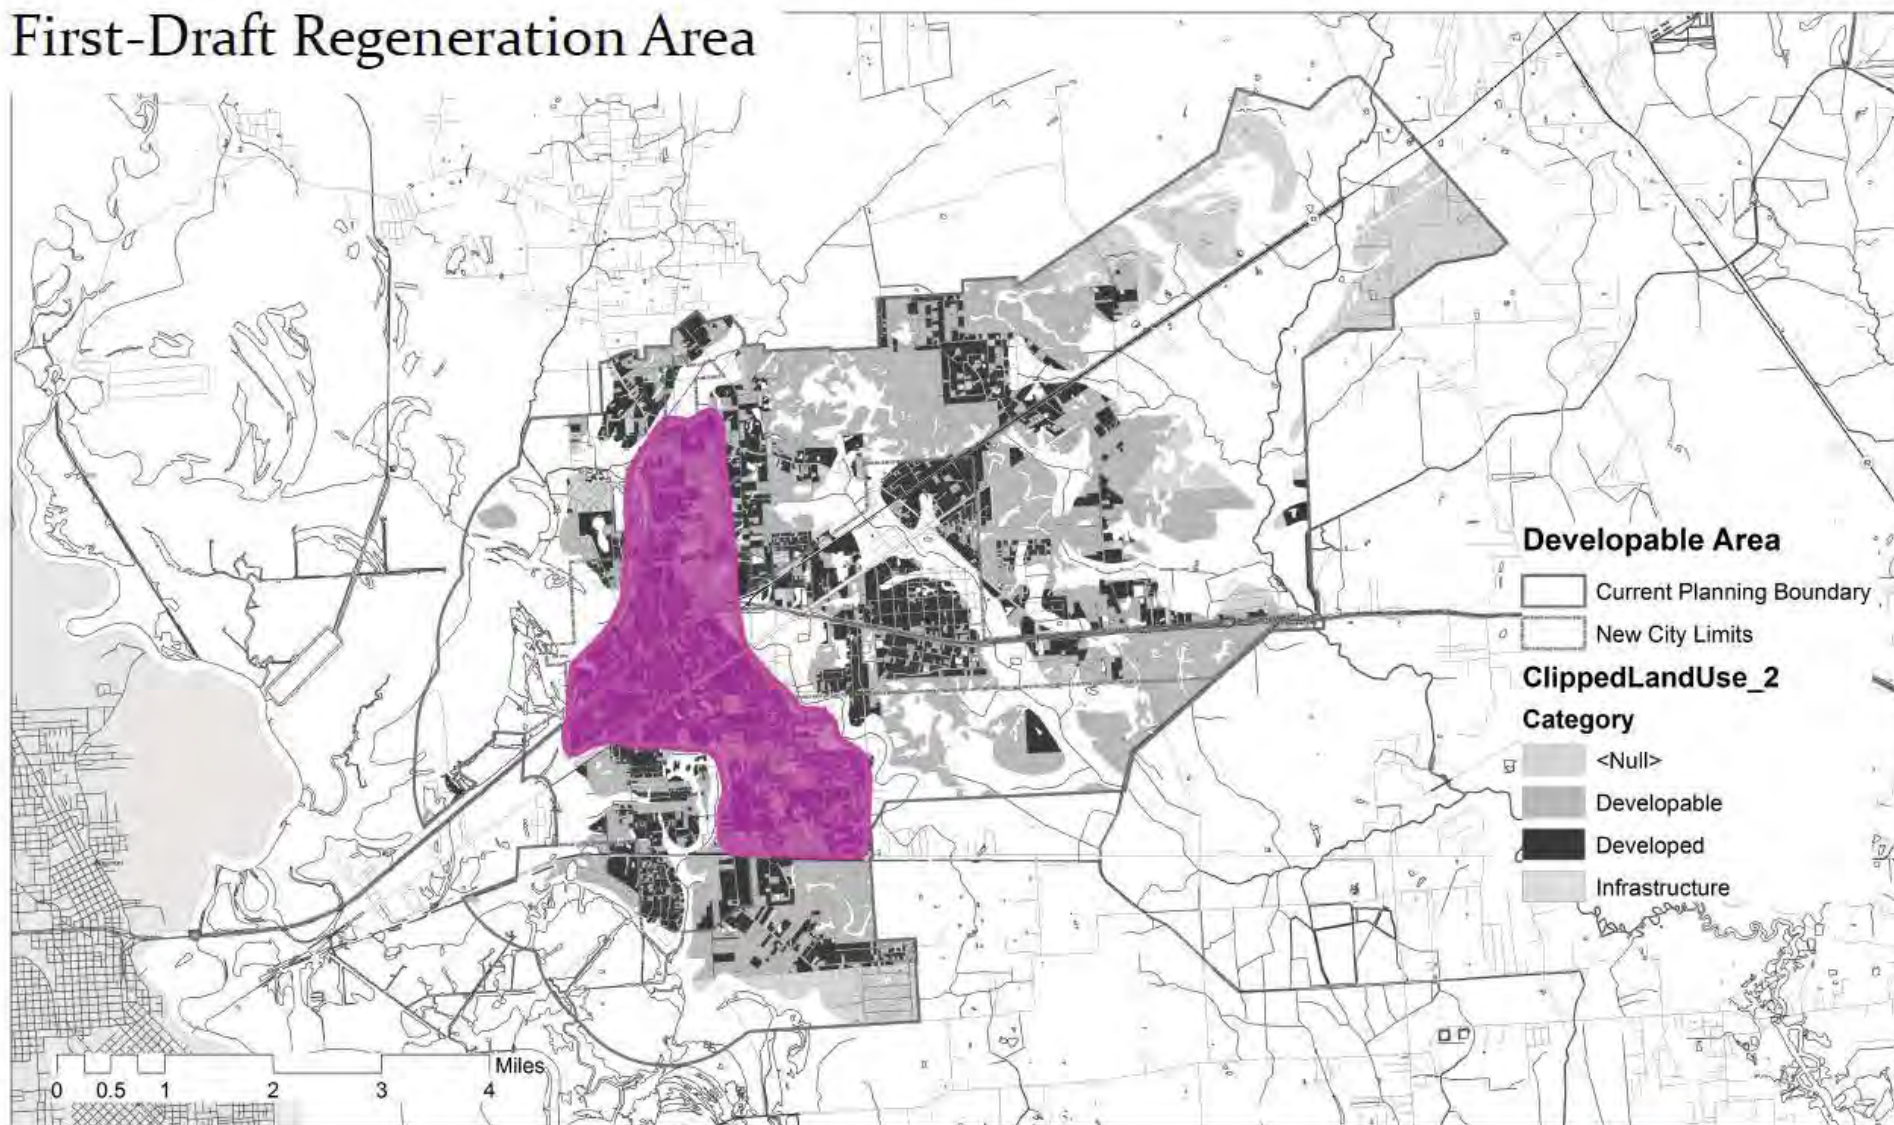 First-Draft Regeneration Area
Developable Area
Current Planning Boundary
New City Limits
ClippedLandUse_2
Category
<Null>
Developable
Developed
Infrastructure
Miles
0 0.5 1 2 3 4